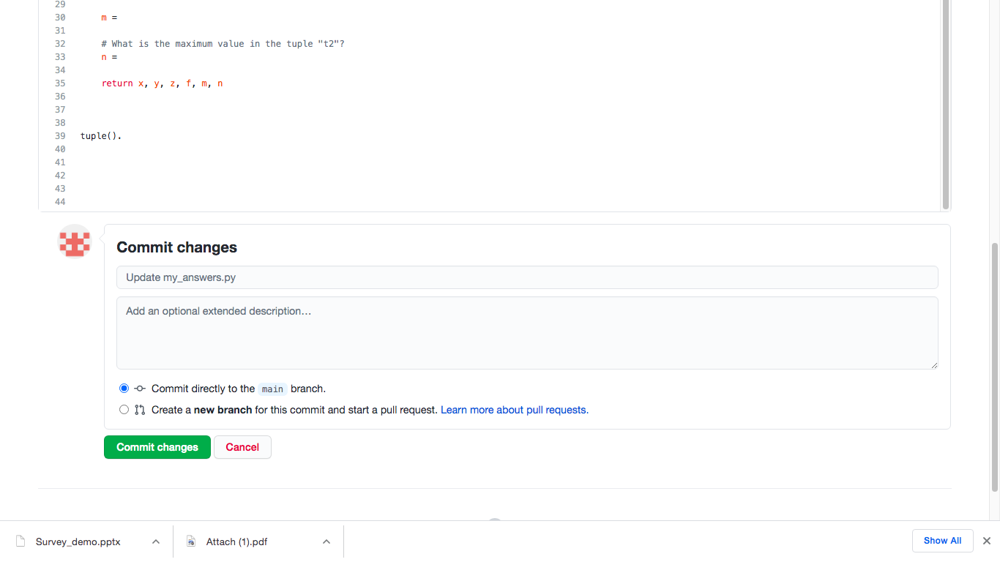 29
30 m =
31
32 # What is the maximum value in the tuple "t2"?
33 n =
34
35 return x, y, z, f, m, n
36
37
38
39 tuple().
40
41
42
43
44
Commit changes
Update my_answers.py
Add an optional extended description…
Commit directly to the main branch.
Create a new branch for this commit and start a pull request. Learn more about pull requests.
Commit changes Cancel
Survey_demo.pptx Attach (1).pdf Show All